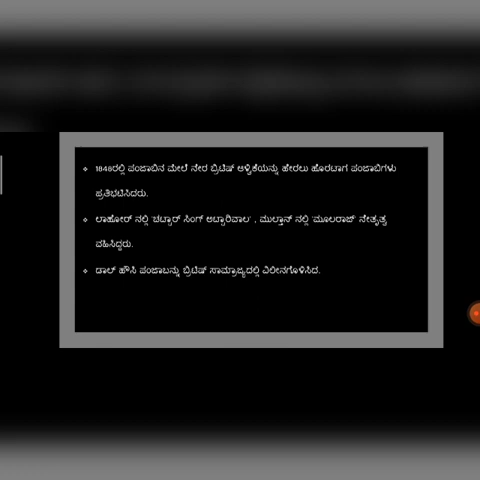 1848ರಲ್ಲಿ ಪಂಜಾಬಿನ ಮೇಲೆ ನೇರ ಬ್ರಿಟಿಷ್ ಆಳ್ವಿಕೆಯನ್ನು ಹೇರಲು ಹೊರಟಾಗ ಪಂಜಾಬಿಗಳು
ಪ್ರತಿಭಟಿಸಿದರು.
ಲಾಹೋರ್ ನಲ್ಲಿ 'ಚಟ್ಟಾರ್ ಸಿಂಗ್ ಅಟ್ಟಾರಿವಾಲ' , ಮುಲ್ತಾನ್ ನಲ್ಲಿ 'ಮೂಲರಾಜ್' ನೇತೃತ್ವ
ವಹಿಸಿದ್ದರು.
ಡಾಲ್ ಹೌಸಿ ಪಂಜಾಬನ್ನು ಬ್ರಿಟಿಷ್ ಸಾಮ್ರಾಜ್ಯದಲ್ಲಿ ವಿಲೀನಗೊಳಿಸಿದ.